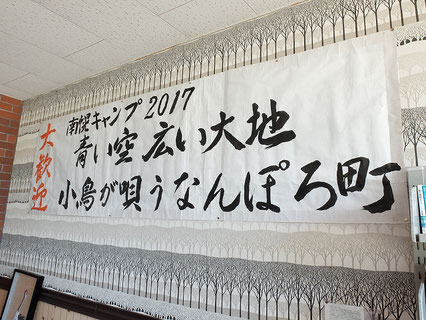 大歓迎
南幌キャンプ2017
青い空広い大地
小鳥が唄うなんぽろ町